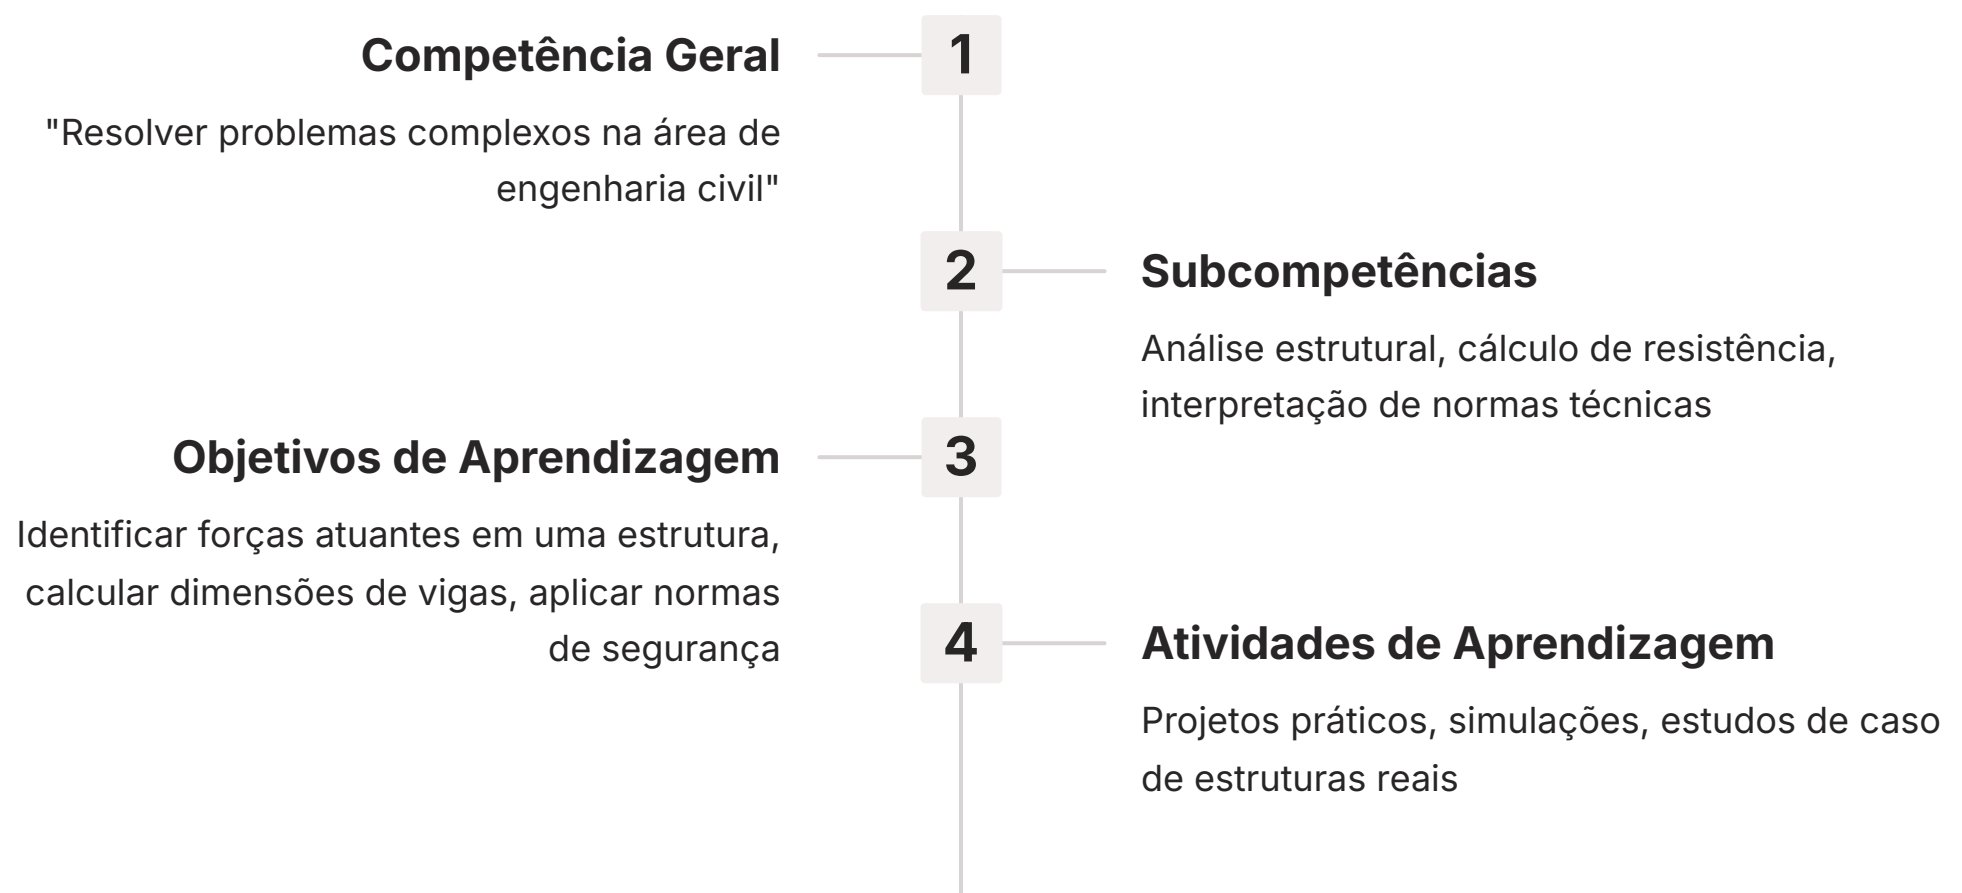 Competência Geral
1
"Resolver problemas complexos na área de
engenharia civil"
2
Subcompetências
Análise estrutural, cálculo de resistência,
interpretação de normas técnicas
Objetivos de Aprendizagem
3
Identificar forças atuantes em uma estrutura,
calcular dimensões de vigas, aplicar normas
de segurança
4
Atividades de Aprendizagem
Projetos práticos, simulações, estudos de caso
de estruturas reais